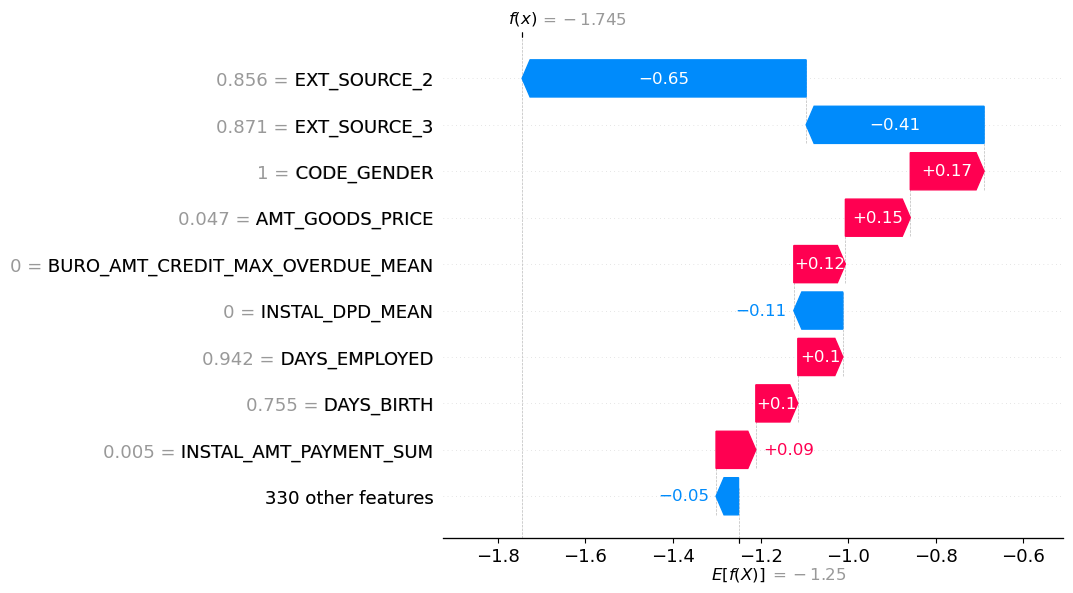 f(x) = −1.745
0.856 = EXT_SOURCE_2 −0.65
0.871 = EXT_SOURCE_3 −0.41
1 = CODE_GENDER +0.17
0.047 = AMT_GOODS_PRICE +0.15
0 = BURO_AMT_CREDIT_MAX_OVERDUE_MEAN +0.12
0 = INSTAL_DPD_MEAN −0.11
0.942 = DAYS_EMPLOYED +0.1
0.755 = DAYS_BIRTH +0.1
0.005 = INSTAL_AMT_PAYMENT_SUM +0.09
330 other features −0.05
−1.8 −1.6 −1.4 −1.2 −1.0 −0.8 −0.6
E[f(X)] = −1.25